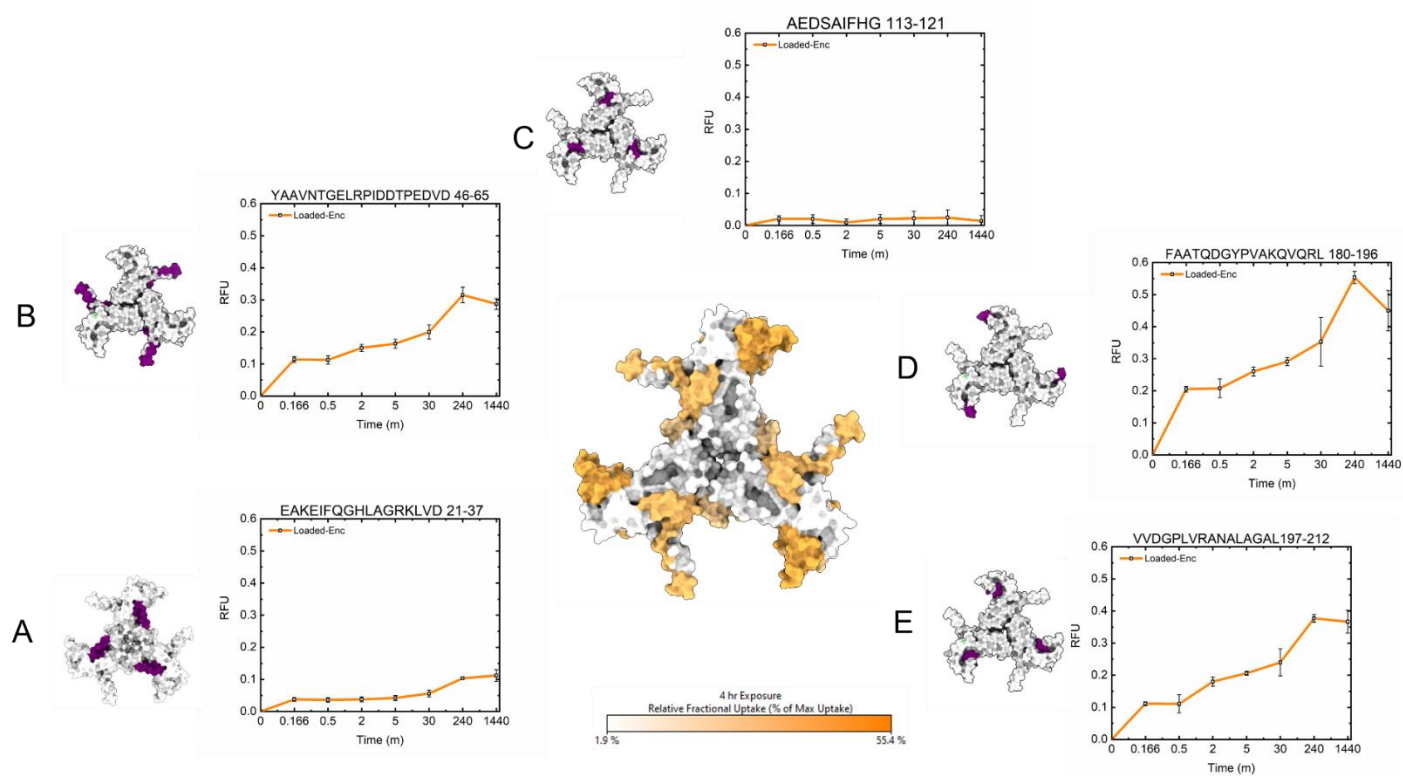 C
AEDSAIFHG 113-121
Loaded-Enc
0.6
0.5
0.4
0.3
0.2
0.1
0.0
RFU
0 0.166 0.5 2 5 30 240 1440
Time (m)
B
YAAVNTGELRPIDDTPEDVD 46-65
Loaded-Enc
0.6
0.5
0.4
0.3
0.2
0.1
0.0
RFU
0 0.166 0.5 2 5 30 240 1440
Time (m)
D
FAATQDGYPVAKQVQRL 180-196
Loaded-Enc
0.6
0.5
0.4
0.3
0.2
0.1
0.0
RFU
0 0.166 0.5 2 5 30 240 1440
Time (m)
A
EAKEIFQGHLAGRKLVD 21-37
Loaded-Enc
0.6
0.5
0.4
0.3
0.2
0.1
0.0
RFU
0 0.166 0.5 2 5 30 240 1440
Time (m)
E
VVDGPLVRANALAGAL197-212
Loaded-Enc
0.6
0.5
0.4
0.3
0.2
0.1
0.0
RFU
0 0.166 0.5 2 5 30 240 1440
Time (m)
4 hr Exposure
Relative Fractional Uptake (% of Max Uptake)
1.9 % 55.4 %